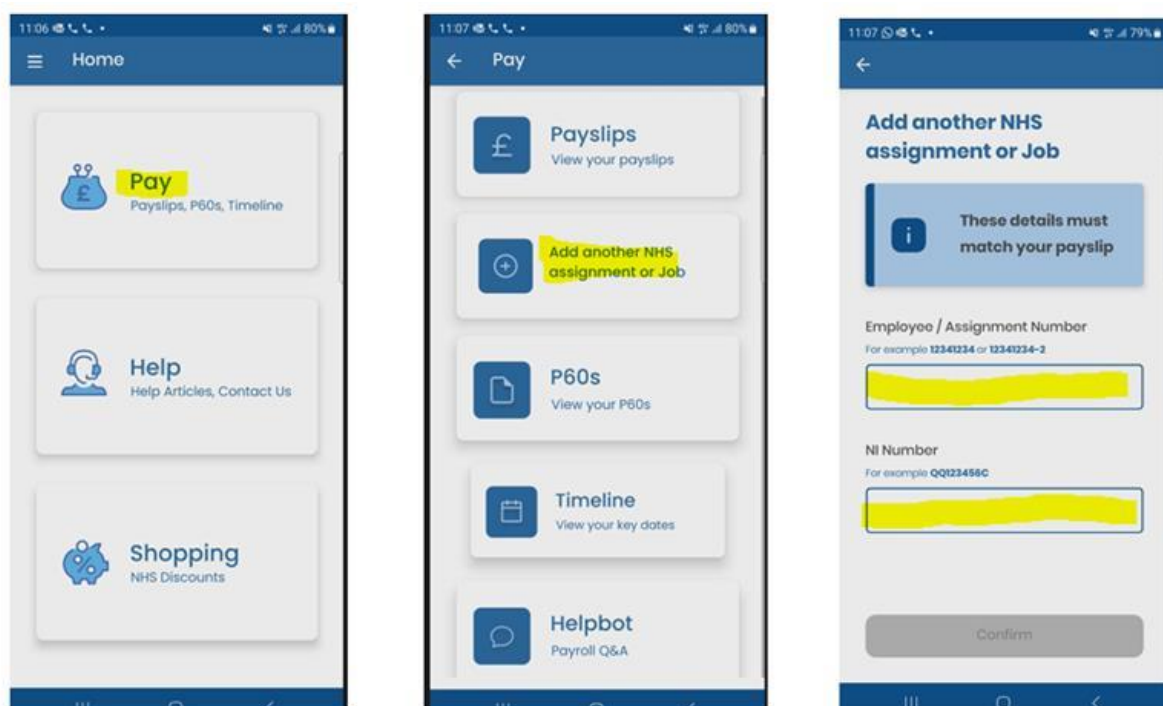 11:06
80%
Home
Pay
Payslips, P60s, Timeline
Help
Help Articles, Contact Us
Shopping
NHS Discounts
11:07
80%
Pay
Payslips
View your payslips
Add another NHS
assignment or Job
P60s
View your P60s
Timeline
View your key dates
Helpbot
Payroll Q&A
11:07
79%
Add another NHS
assignment or Job
These details must
match your payslip
Employee / Assignment Number
For example 12341234 or 12341234-2
NI Number
For example QQ123456C
Confirm